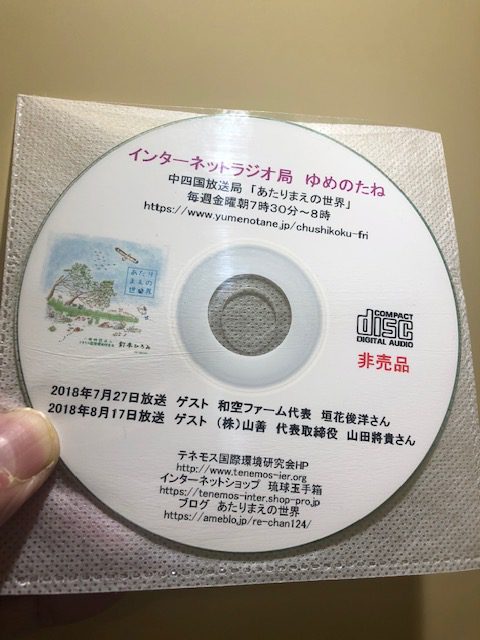 インターネットラジオ局 ゆめのたね
中四国放送局「あたりまえの世界」
毎週金曜朝7時30分～8時
https://www.yumenotane.jp/chushikoku-fri
あたり
まえの
世界
COMPACT
disc
DIGITAL AUDIO
非売品
2018年7月27日放送 ゲスト 和空ファーム代表 垣花俊洋さん
2018年8月17日放送 ゲスト (株)山善 代表取締役 山田將貴さん
テネモス国際環境研究会HP
http://www.tenemos-ier.org
インターネットショップ 琉球玉手箱
https://tenemos-inter.shop-pro.jp
ブログ あたりまえの世界
https://ameblo.jp/re-chan124/